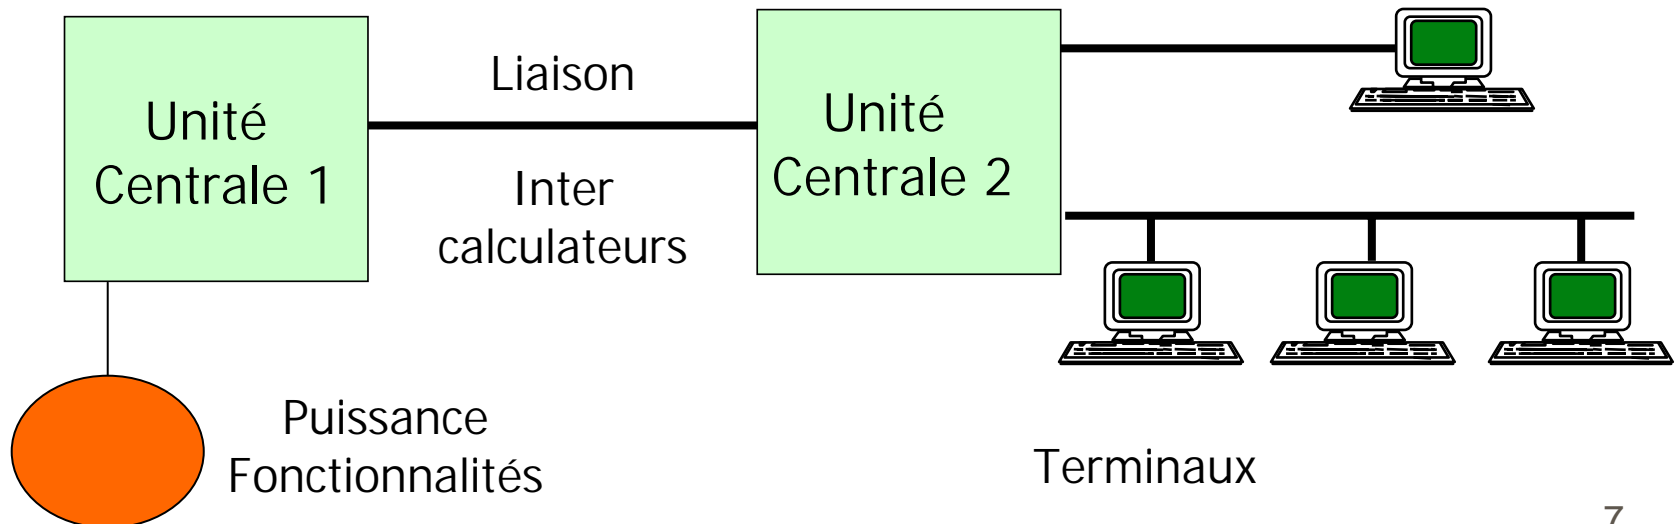 Unité
Centrale 1
Liaison
Inter
calculateurs
Unité
Centrale 2
Puissance
Fonctionnalités
Terminaux
7